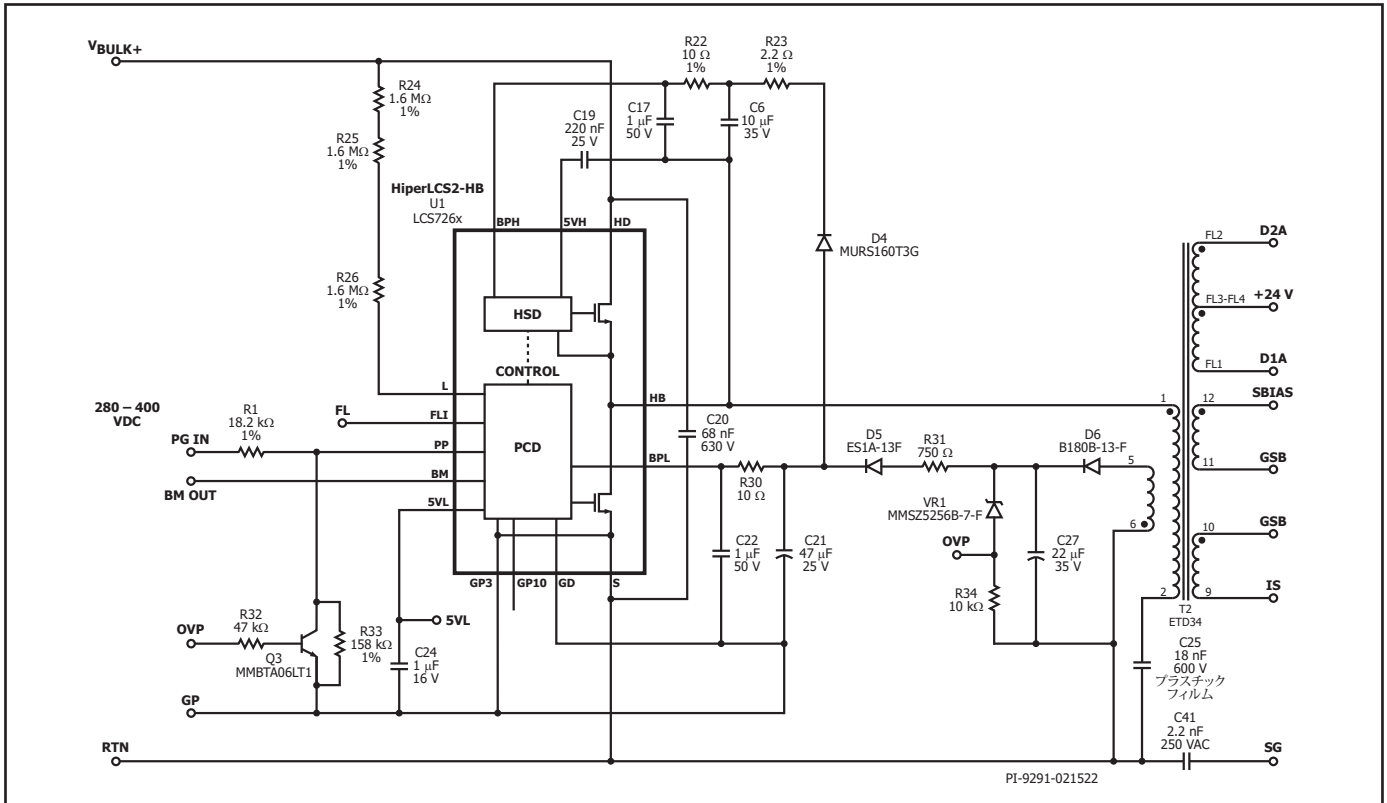 VBULK+
R24
1.6 MΩ
1%
R25
1.6 MΩ
1%
R26
1.6 MΩ
1%
R22
10 Ω
1%
R23
2.2 Ω
1%
C19
220 nF
25 V
C17
1 μF
50 V
C6
10 μF
35 V
HiperLCS2-HB
U1
LCS726x
BPH
5VH
HD
D4
MURS160T3G
HSD
CONTROL
PCD
L
FLI
PP
BM
5VL
HB
BPL
GP3
GP10
GD
S
280 – 400
VDC
FL
R1
18.2 kΩ
1%
PG IN
BM OUT
C20
68 nF
630 V
R30
10 Ω
D5
ES1A-13F
R31
750 Ω
D6
B180B-13-F
VR1
MMSZ5256B-7-F
OVP
R34
10 kΩ
C22
1 μF
50 V
C21
47 μF
25 V
C27
22 μF
35 V
OVP
R32
47 kΩ
Q3
MMBTA06LT1
R33
158 kΩ
1%
5VL
C24
1 μF
16 V
GP
RTN
FL2
D2A
FL3-FL4
+24 V
FL1
D1A
1
12
SBIAS
5
11
GSB
6
10
GSB
2
9
IS
T2
ETD34
C25
18 nF
600 V
プラスチック
フィルム
C41
2.2 nF
250 VAC
SG
PI-9291-021522